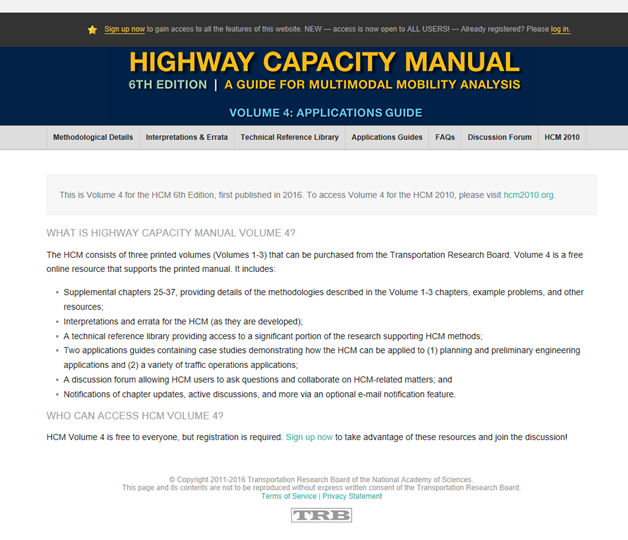 Sign up now to gain access to all the features of this website. NEW — access is now open to ALL USERS! — Already registered? Please log in.
HIGHWAY CAPACITY MANUAL
6TH EDITION | A GUIDE FOR MULTIMODAL MOBILITY ANALYSIS
VOLUME 4: APPLICATIONS GUIDE
Methodological Details Interpretations & Errata Technical Reference Library Applications Guides FAQs Discussion Forum HCM 2010
This is Volume 4 for the HCM 6th Edition, first published in 2016. To access Volume 4 for the HCM 2010, please visit hcm2010.org.
WHAT IS HIGHWAY CAPACITY MANUAL VOLUME 4?
The HCM consists of three printed volumes (Volumes 1-3) that can be purchased from the Transportation Research Board. Volume 4 is a free
online resource that supports the printed manual. It includes:
• Supplemental chapters 25-37, providing details of the methodologies described in the Volume 1-3 chapters, example problems, and other
resources;
• Interpretations and errata for the HCM (as they are developed);
• A technical reference library providing access to a significant portion of the research supporting HCM methods;
• Two applications guides containing case studies demonstrating how the HCM can be applied to (1) planning and preliminary engineering
applications and (2) a variety of traffic operations applications;
• A discussion forum allowing HCM users to ask questions and collaborate on HCM-related matters; and
• Notifications of chapter updates, active discussions, and more via an optional e-mail notification feature.
WHO CAN ACCESS HCM VOLUME 4?
HCM Volume 4 is free to everyone, but registration is required. Sign up now to take advantage of these resources and join the discussion!
© Copyright 2011-2016 Transportation Research Board of the National Academy of Sciences.
This page and its contents are not to be reproduced without express written consent of the Transportation Research Board.
Terms of Service | Privacy Statement
TRB